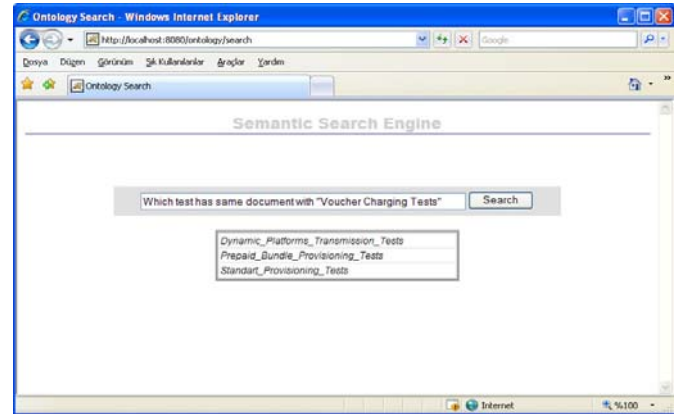 Ontology Search - Windows Internet Explorer
http://localhost:8080/ontology/search
Google
Dosya Düzen Görünüm Sık Kullanılanlar Araçlar Yardım
Ontology Search
Semantic Search Engine
Which test has same document with "Voucher Charging Tests" Search
Dynamic_Platforms_Transmission_Tests
Prepaid_Bundle_Provisioning_Tests
Standart_Provisioning_Tests
Internet %100